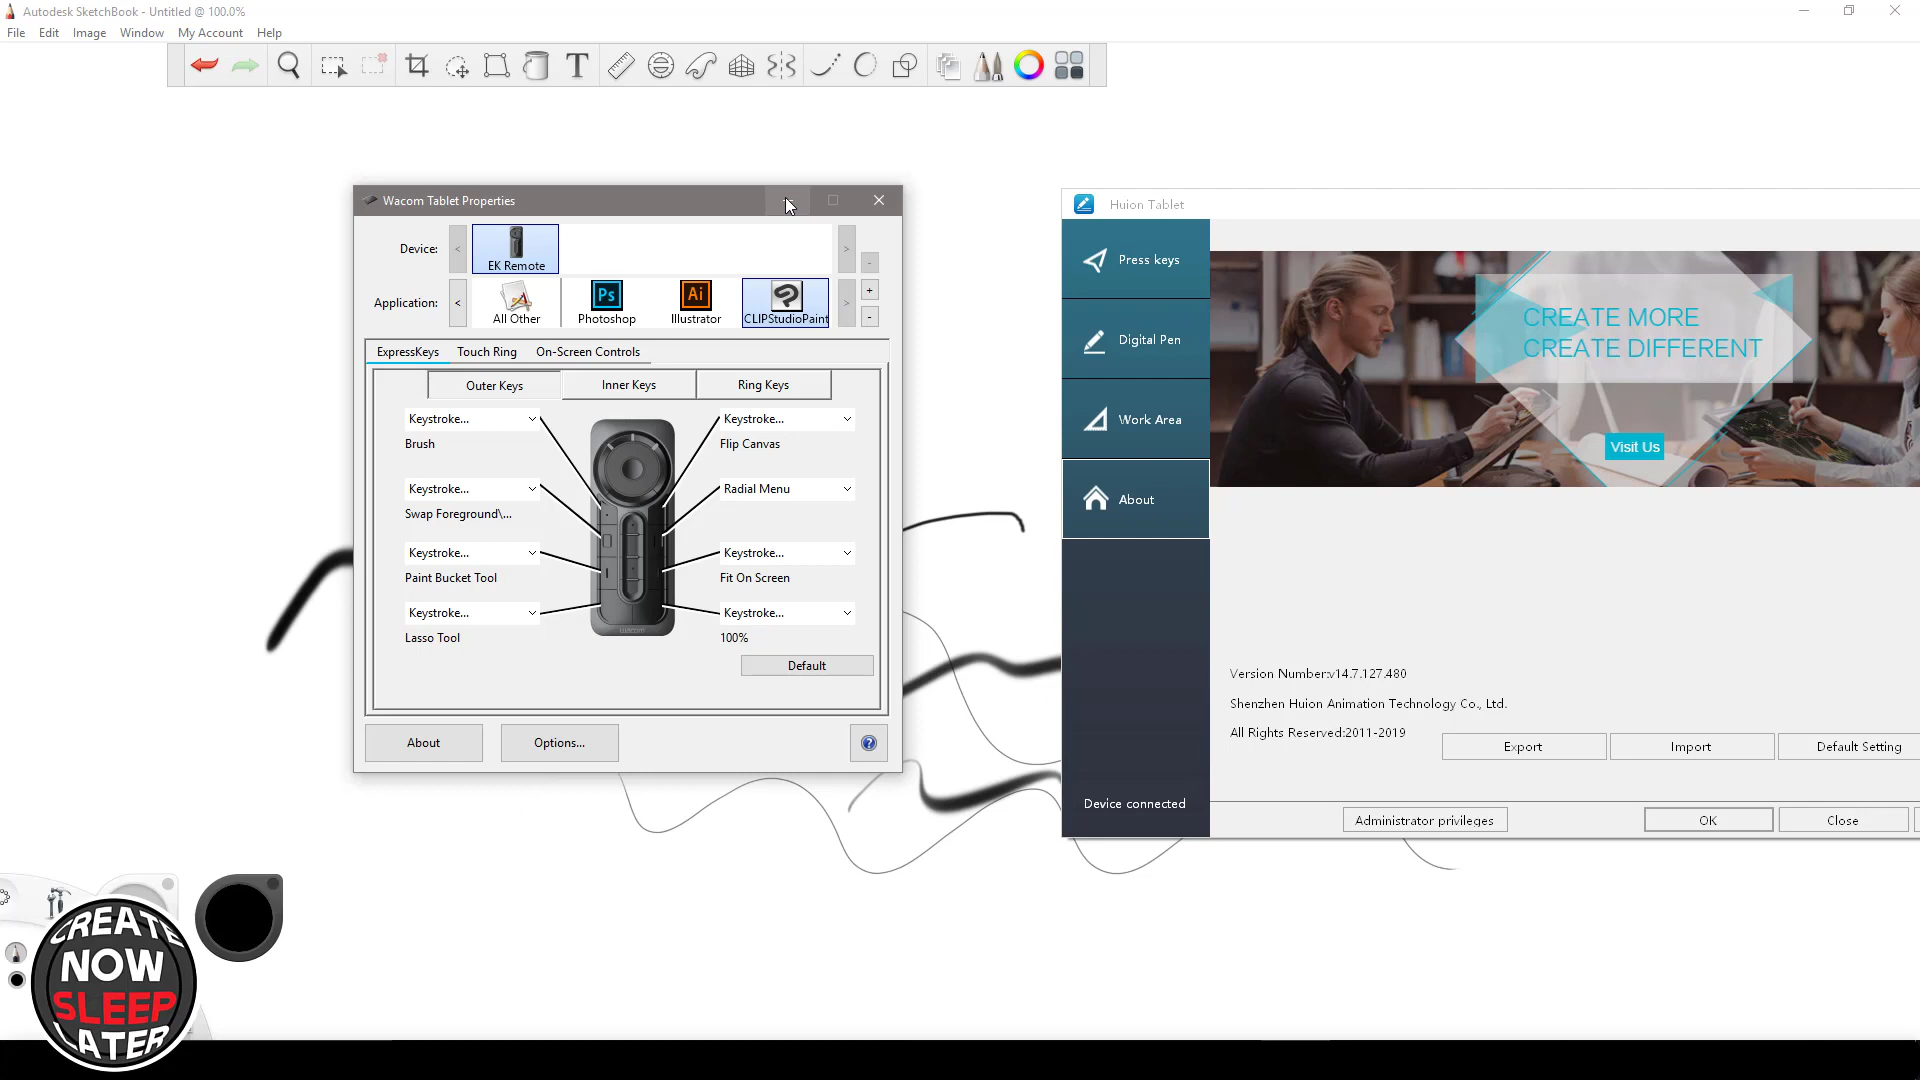 Autodesk SketchBook - Untitled @ 100.0%
File Edit Image Window My Account Help
T
Wacom Tablet Properties
Device:
EK Remote
Application:
Ps
Ai
All Other
Photoshop
Illustrator
CLIPStudioPaint
ExpressKeys Touch Ring On-Screen Controls
Outer Keys Inner Keys Ring Keys
Keystroke... Keystroke...
Brush Flip Canvas
Keystroke... Radial Menu
Swap Foreground\...
Keystroke... Keystroke...
Paint Bucket Tool Fit On Screen
Keystroke... Keystroke...
wacom
Lasso Tool 100%
Default
About Options... ?
Huion Tablet
Press keys
Digital Pen
Work Area
About
Device connected
CREATE MORE
CREATE DIFFERENT
Visit Us
Version Number:v14.7.127.480
Shenzhen Huion Animation Technology Co., Ltd.
All Rights Reserved:2011-2019
Export Import Default Setting
Administrator privileges OK Close
CREATE
NOW
SLEEP
LATER